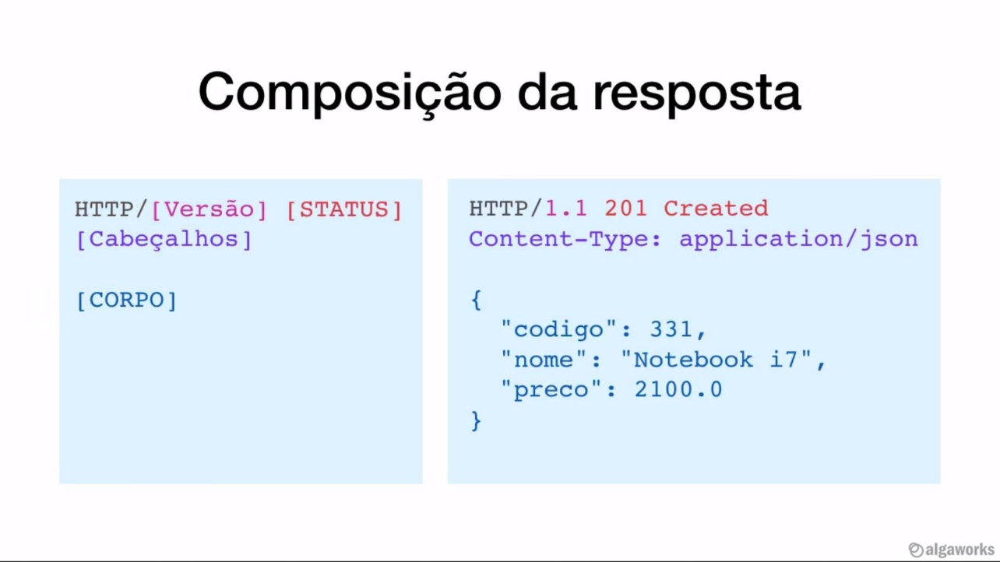 Composição da resposta
HTTP/[Versão] [STATUS]
[Cabeçalhos]
[CORPO]
HTTP/1.1 201 Created
Content-Type: application/json
{
"codigo": 331,
"nome": "Notebook i7",
"preco": 2100.0
}
algaworks